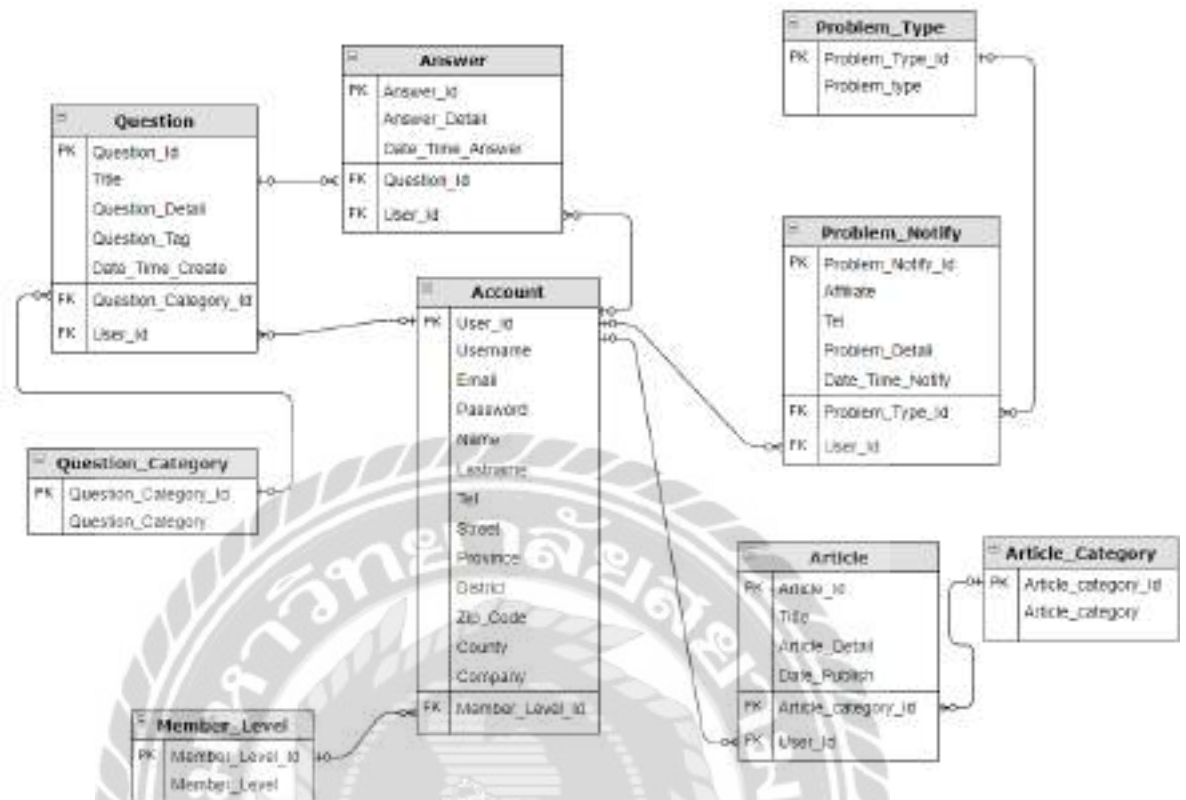 Problem_Type
PK Problem_Type_Id
Problem_type
Answer
PK Answer_Id
Answer_Detail
Date_Time_Answer
FK Question_Id
FK User_Id
Question
PK Question_Id
Title
Question_Detail
Question_Tag
Date_Time_Create
FK Question_Category_Id
FK User_Id
Problem_Notify
PK Problem_Notify_Id
Affiliate
Tel
Problem_Detail
Date_Time_Notify
FK Problem_Type_Id
FK User_Id
Account
PK User_Id
Username
Email
Password
Name
Lastname
Tel
Street
Province
District
Zip_Code
County
Company
FK Member_Level_Id
Question_Category
PK Question_Category_Id
Question_Category
Article
PK Article_Id
Title
Article_Detail
Date_Publish
FK Article_category_Id
FK User_Id
Article_Category
PK Article_category_Id
Article_category
Member_Level
PK Member_Level_Id
Member_Level